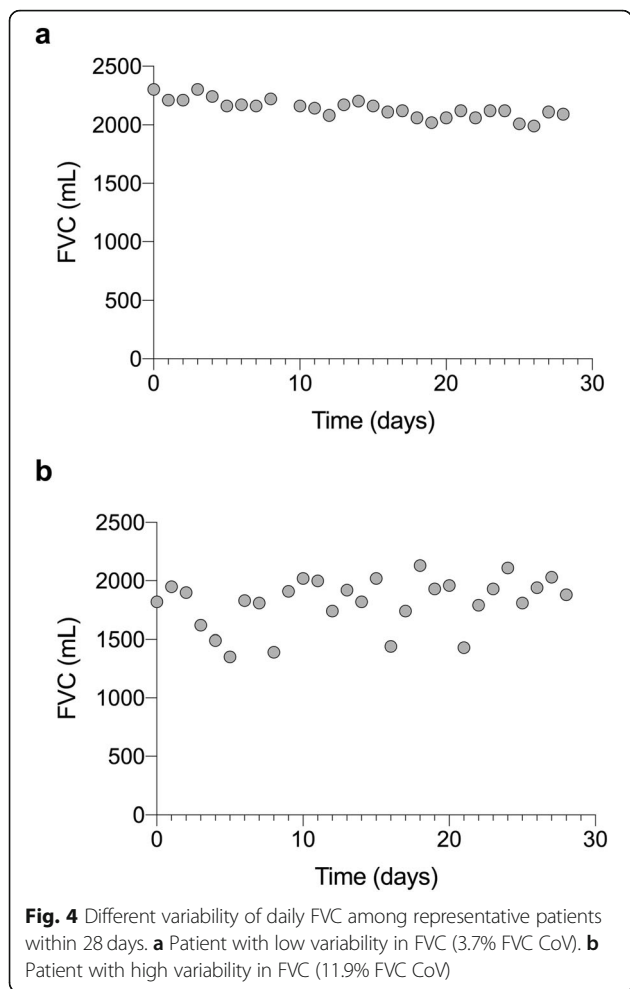 a
2500
2000
1500
1000
500
0
FVC (mL)
0 10 20 30
Time (days)
b
2500
2000
1500
1000
500
0
FVC (mL)
0 10 20 30
Time (days)
Fig. 4 Different variability of daily FVC among representative patients
within 28 days. a Patient with low variability in FVC (3.7% FVC CoV). b
Patient with high variability in FVC (11.9% FVC CoV)